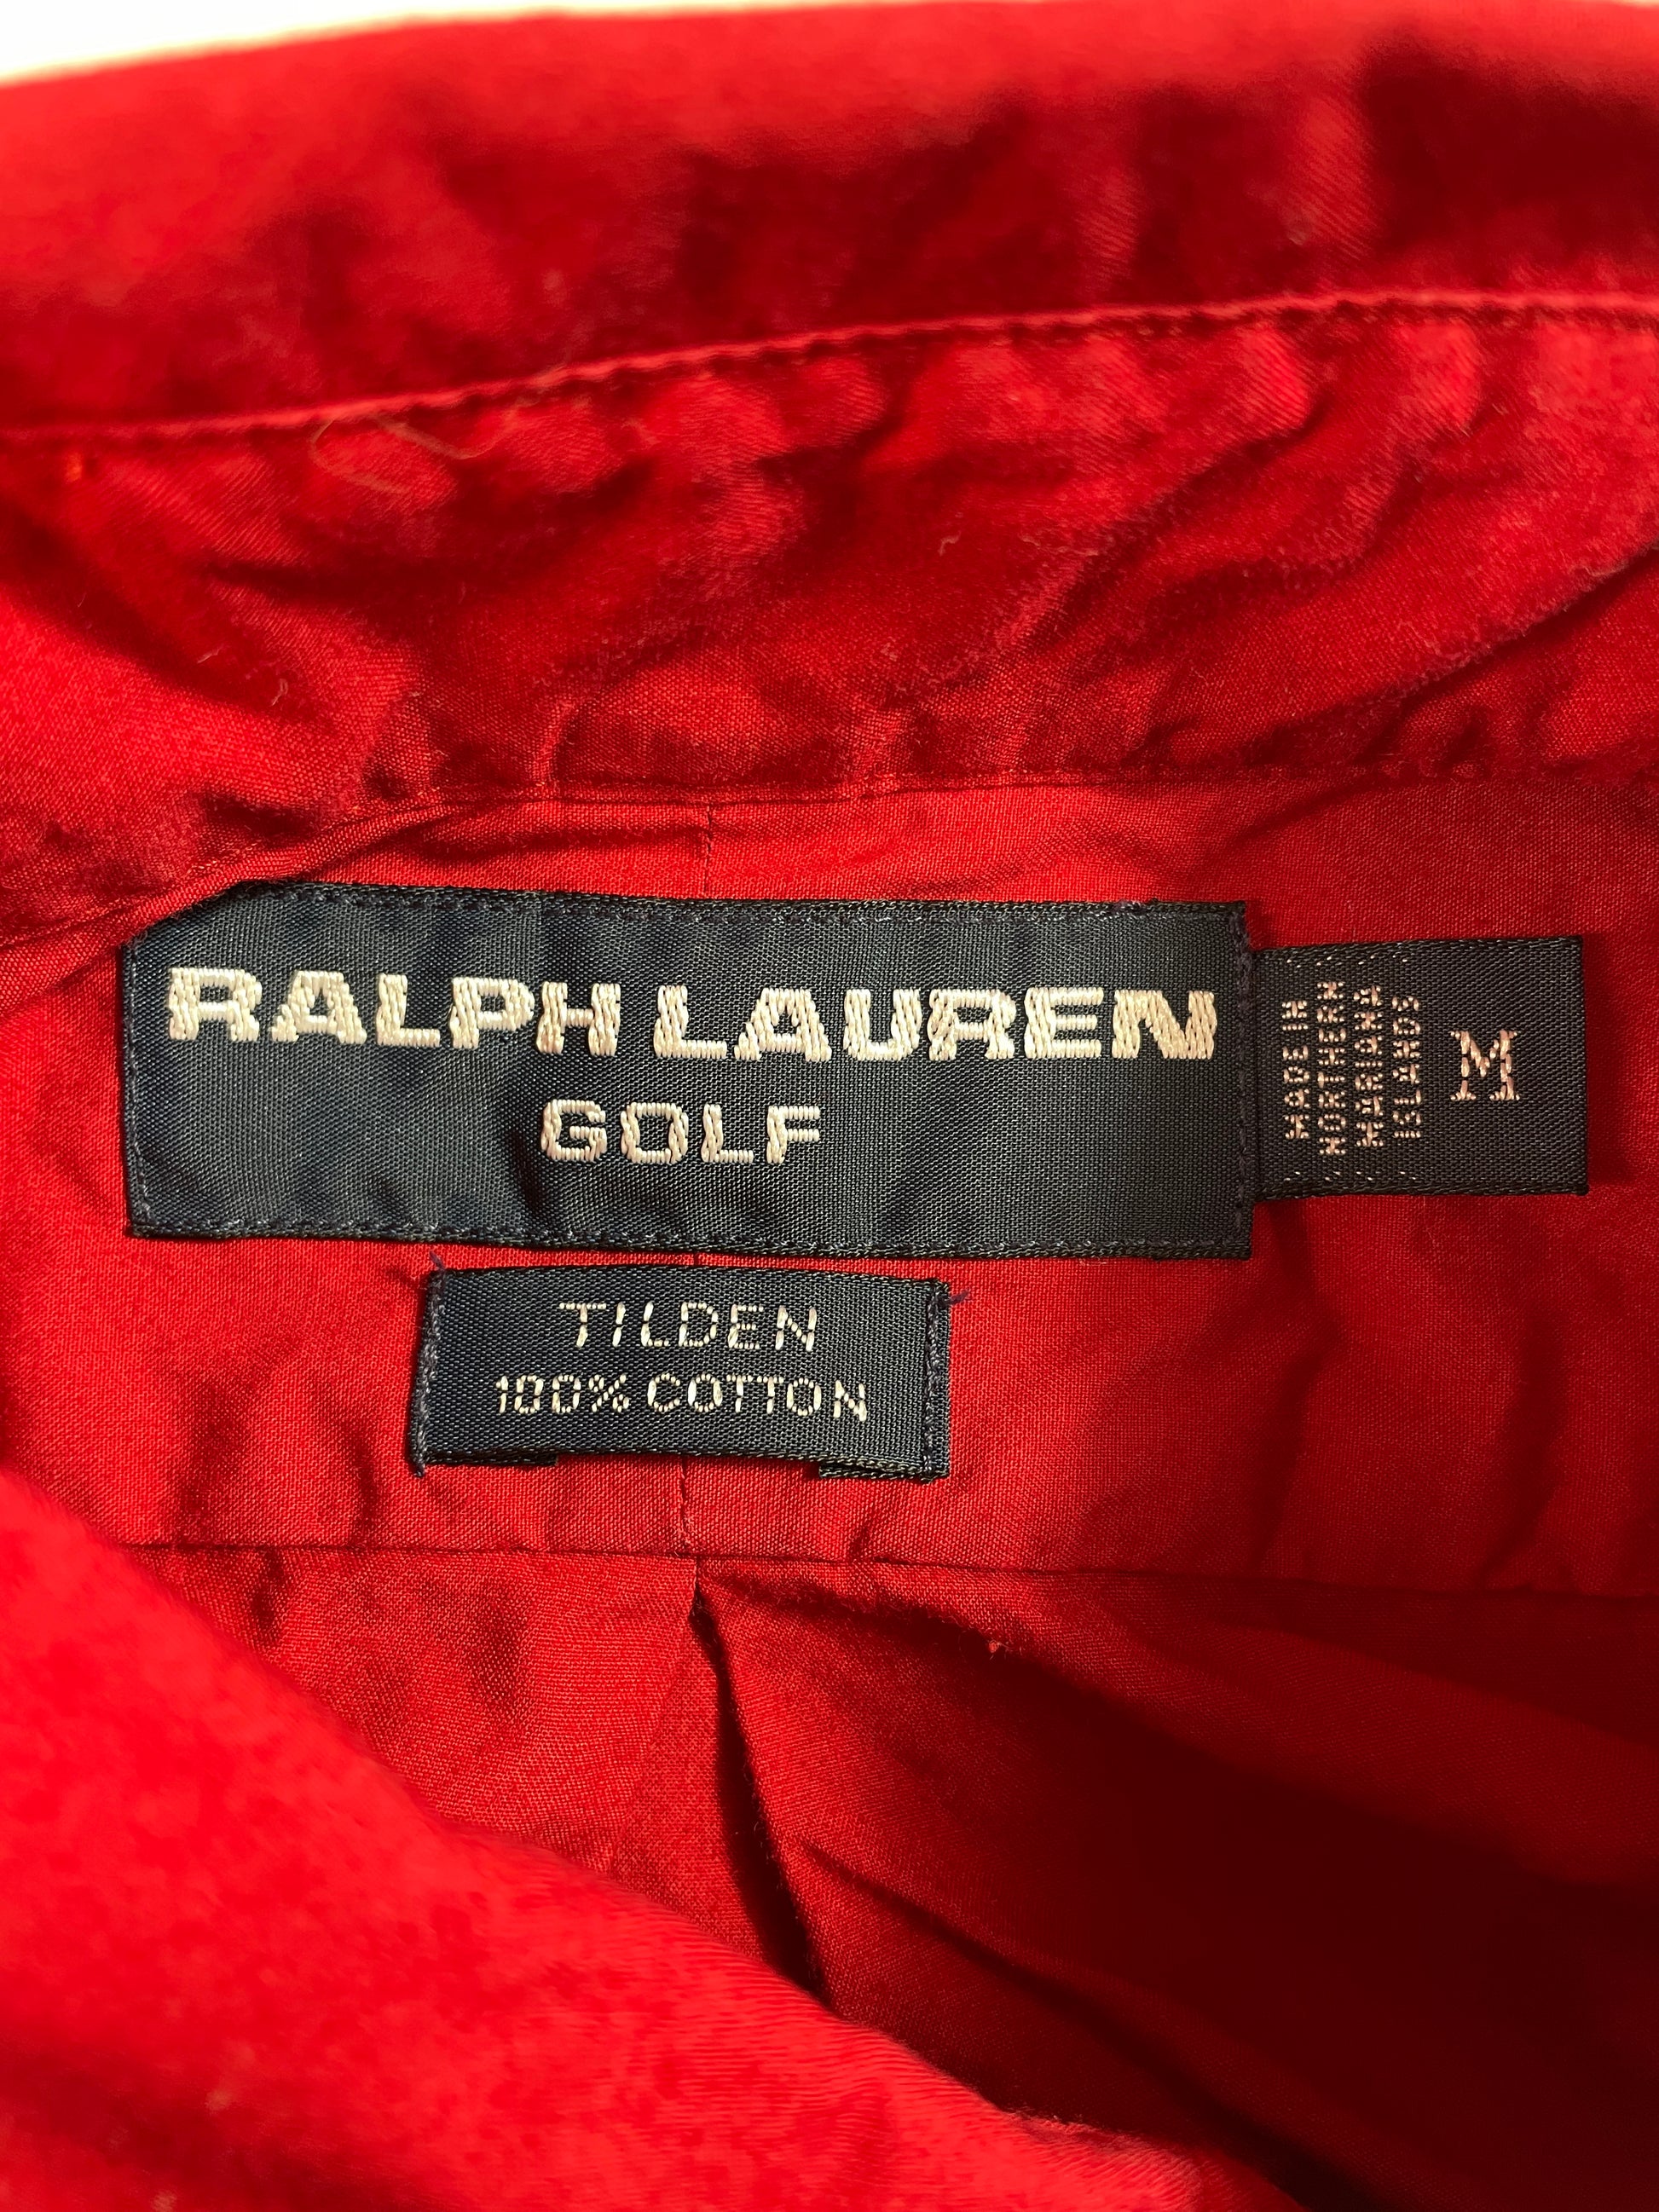 RALPH LAUREN
GOLF
MADE IN
NORTHERN
MARIANA
ISLANDS
M
TILDEN
100% COTTON